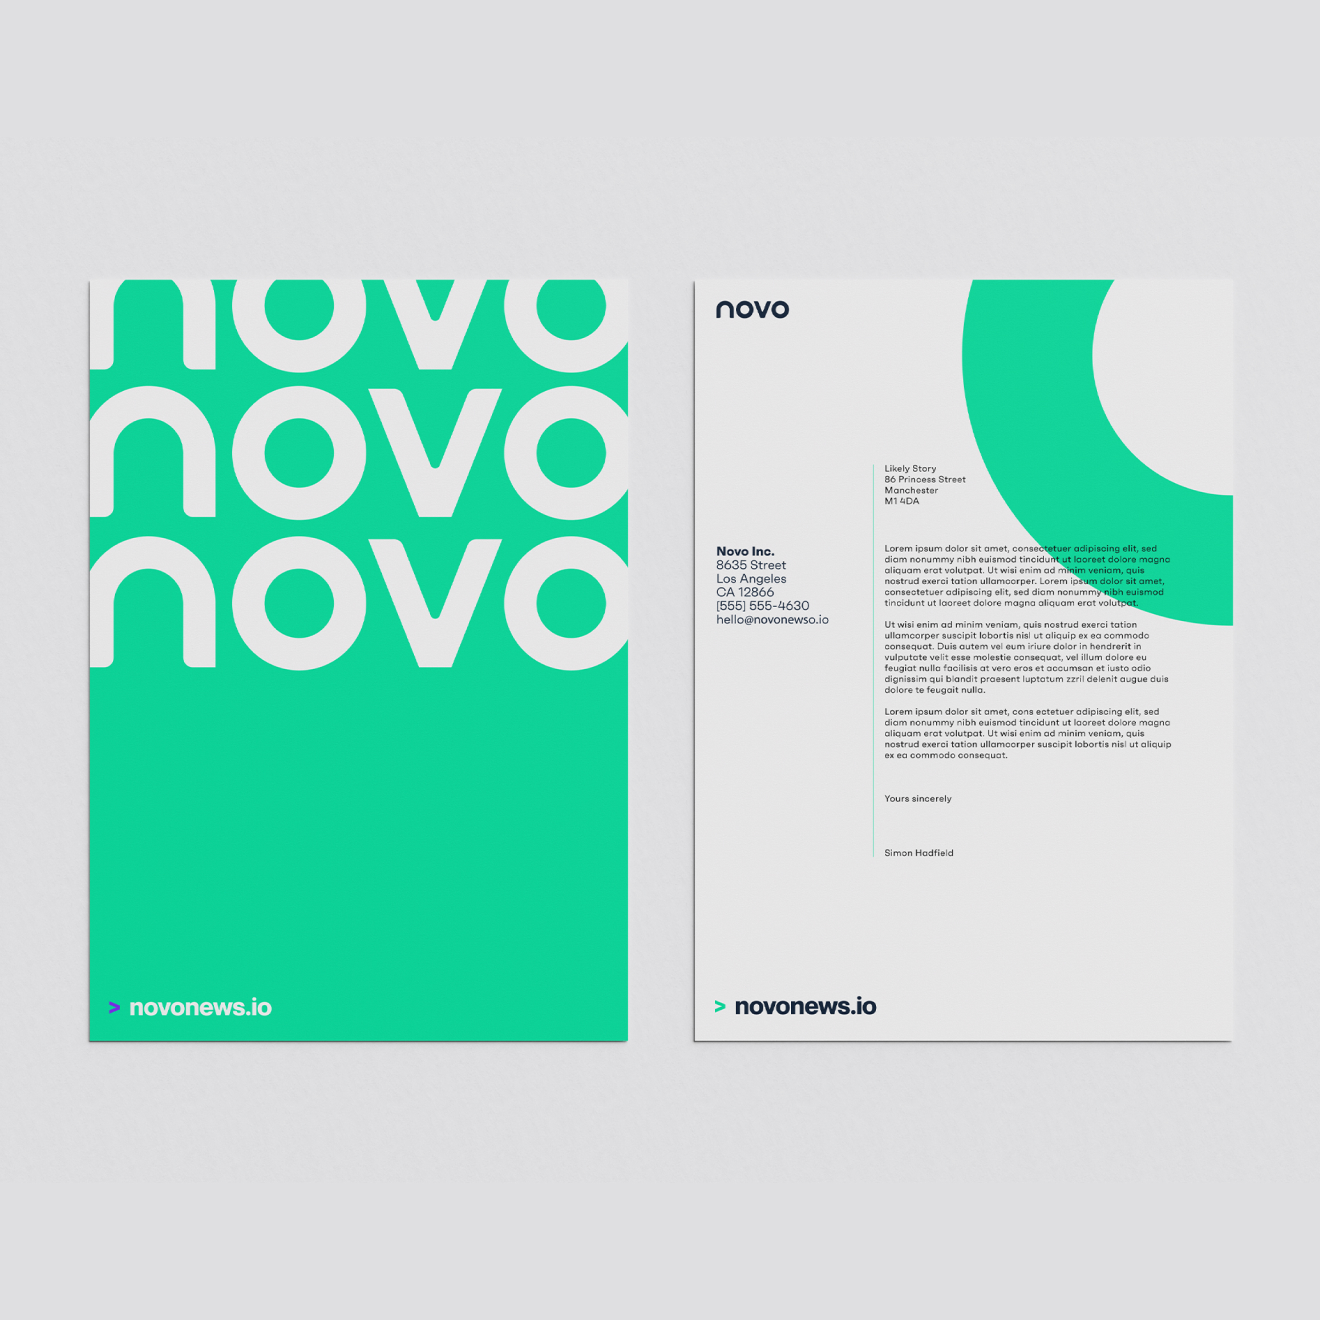 novo
novo
novo
> novonews.io
novo
Likely Story
86 Princess Street
Manchester
M1 4DA
Novo Inc.
8635 Street
Los Angeles
CA 12866
[555] 555-4630
hello@novonewso.io
Lorem ipsum dolor sit amet, consectetuer adipiscing elit, sed
diam nonummy nibh euismod tincidunt ut laoreet dolore magna
aliquam erat volutpat. Ut wisi enim ad minim veniam, quis
nostrud exerci tation ullamcorper. Lorem ipsum dolor sit amet,
consectetuer adipiscing elit, sed diam nonummy nibh euismod
tincidunt ut laoreet dolore magna aliquam erat volutpat.
Ut wisi enim ad minim veniam, quis nostrud exerci tation
ullamcorper suscipit lobortis nisl ut aliquip ex ea commodo
consequat. Duis autem vel eum iriure dolor in hendrerit in
vulputate velit esse molestie consequat, vel illum dolore eu
feugiat nulla facilisis at vero eros et accumsan et iusto odio
dignissim qui blandit praesent luptatum zzril delenit augue duis
dolore te feugait nulla.
Lorem ipsum dolor sit amet, cons ectetuer adipiscing elit, sed
diam nonummy nibh euismod tincidunt ut laoreet dolore magna
aliquam erat volutpat. Ut wisi enim ad minim veniam, quis
nostrud exerci tation ullamcorper suscipit lobortis nisl ut aliquip
ex ea commodo consequat.
Yours sincerely
Simon Hadfield
> novonews.io